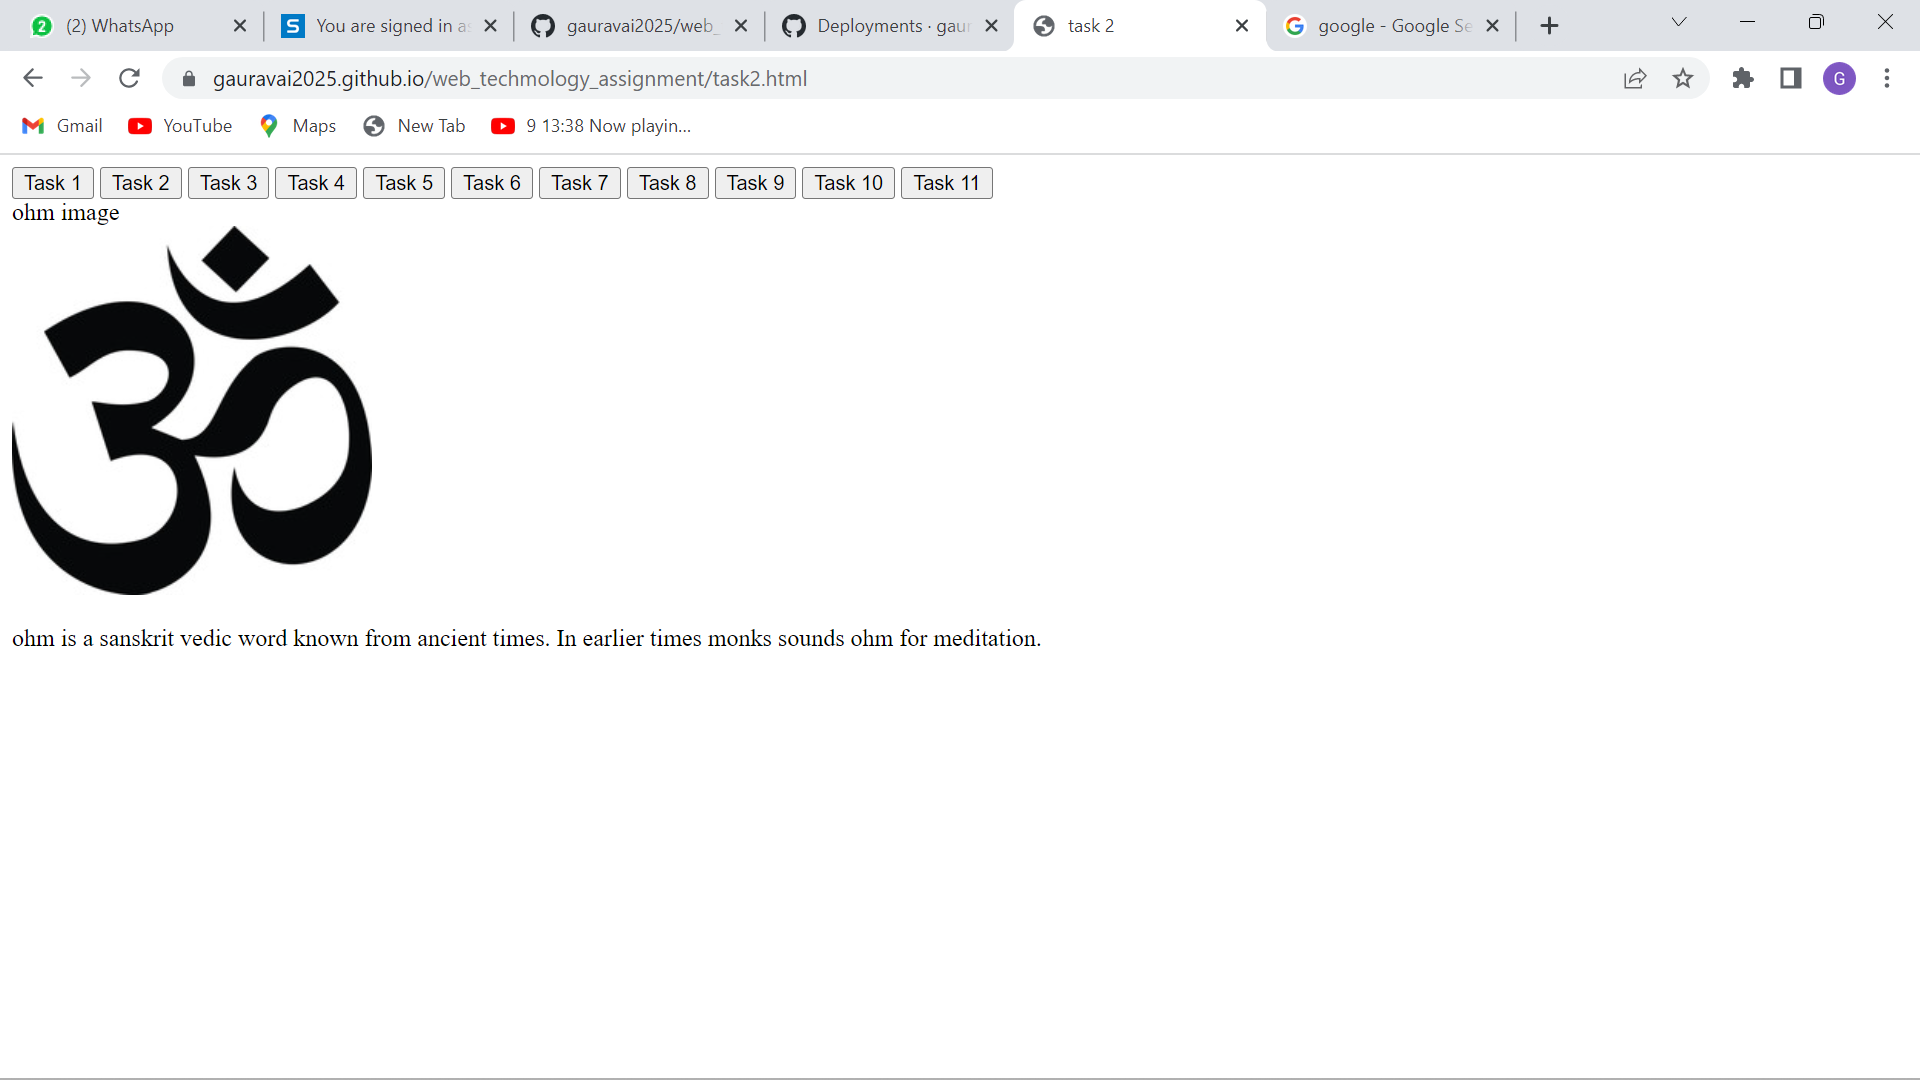 (2) WhatsApp
You are signed in as
gauravai2025/web_
Deployments · gaur
task 2
google - Google Se
gauravai2025.github.io/web_techmology_assignment/task2.html
G
Gmail
YouTube
Maps
New Tab
9 13:38 Now playin...
Task 1 Task 2 Task 3 Task 4 Task 5 Task 6 Task 7 Task 8 Task 9 Task 10 Task 11
ohm image
ॐ
ohm is a sanskrit vedic word known from ancient times. In earlier times monks sounds ohm for meditation.